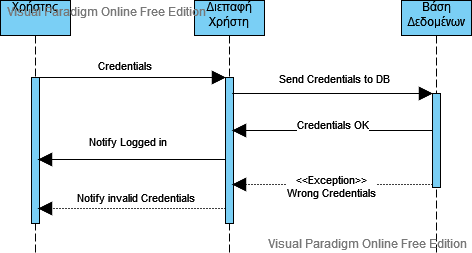 Χρήστης
Visual Paradigm Online Free Edition
Διεπαφή
Χρήστη
Βάση
Δεδομένων
Credentials
Send Credentials to DB
Credentials OK
Notify Logged in
<<Exception>>
Wrong Credentials
Notify invalid Credentials
Visual Paradigm Online Free Edition